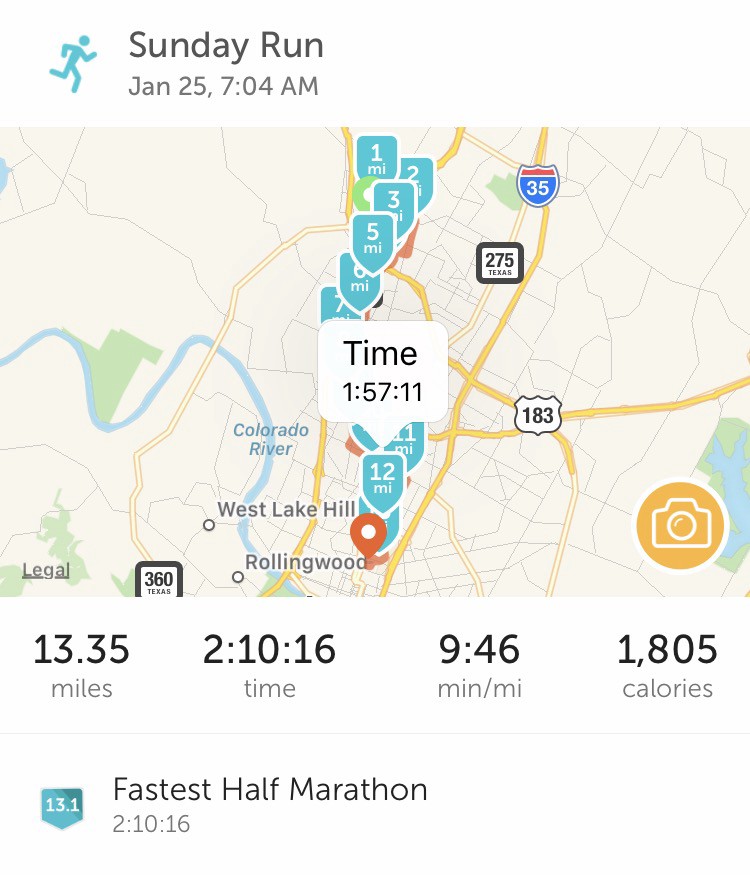 Sunday Run
Jan 25, 7:04 AM
1
mi
2
3
5
mi
35
275
TEXAS
6
mi
7
mi
Time
1:57:11
183
Colorado
River
11
mi
12
mi
West Lake Hill
Rollingwood
Legal
360
TEXAS
13.35
miles
2:10:16
time
9:46
min/mi
1,805
calories
13.1
Fastest Half Marathon
2:10:16